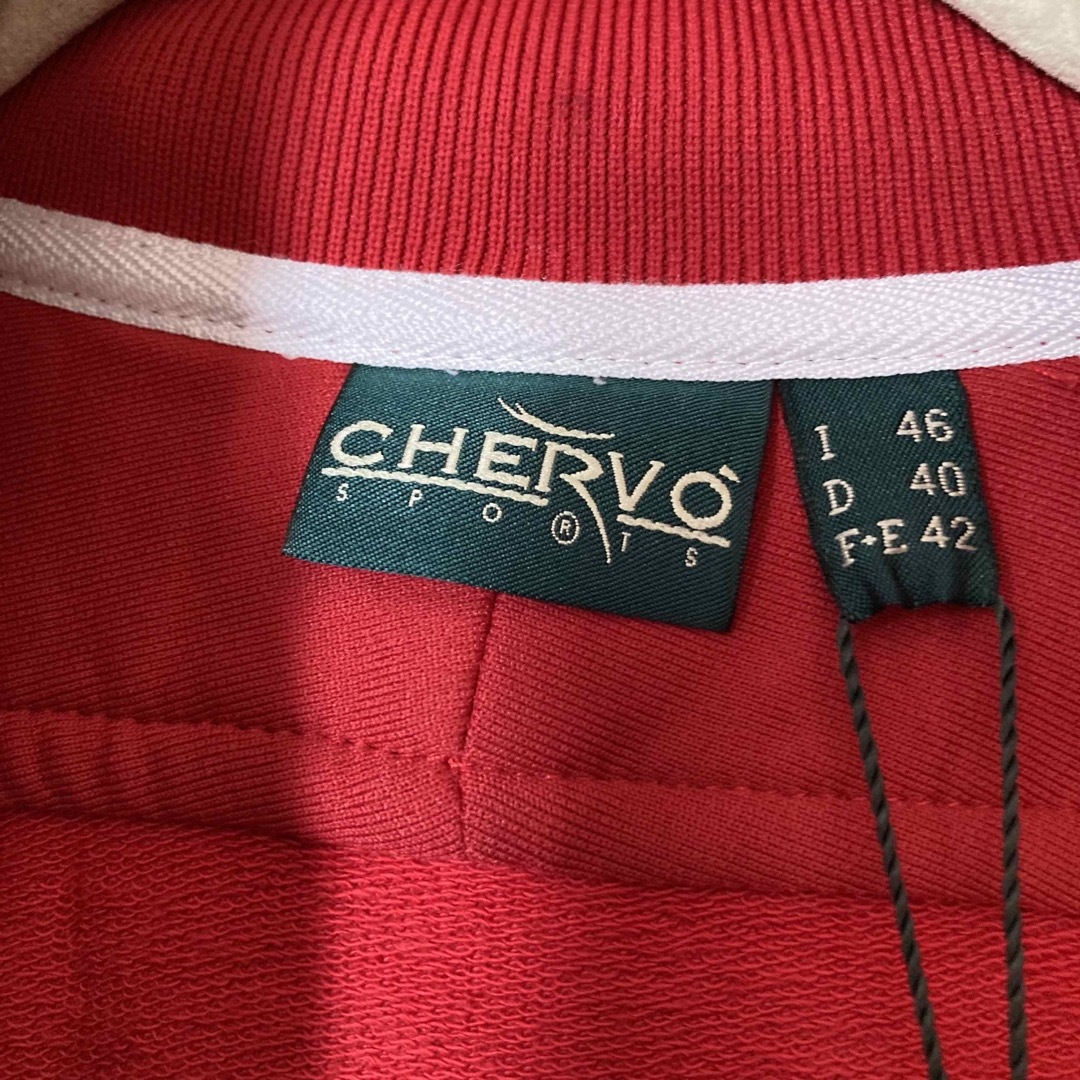 CHERVÒ
SPORTS ®
I 46
D 40
F+E 42